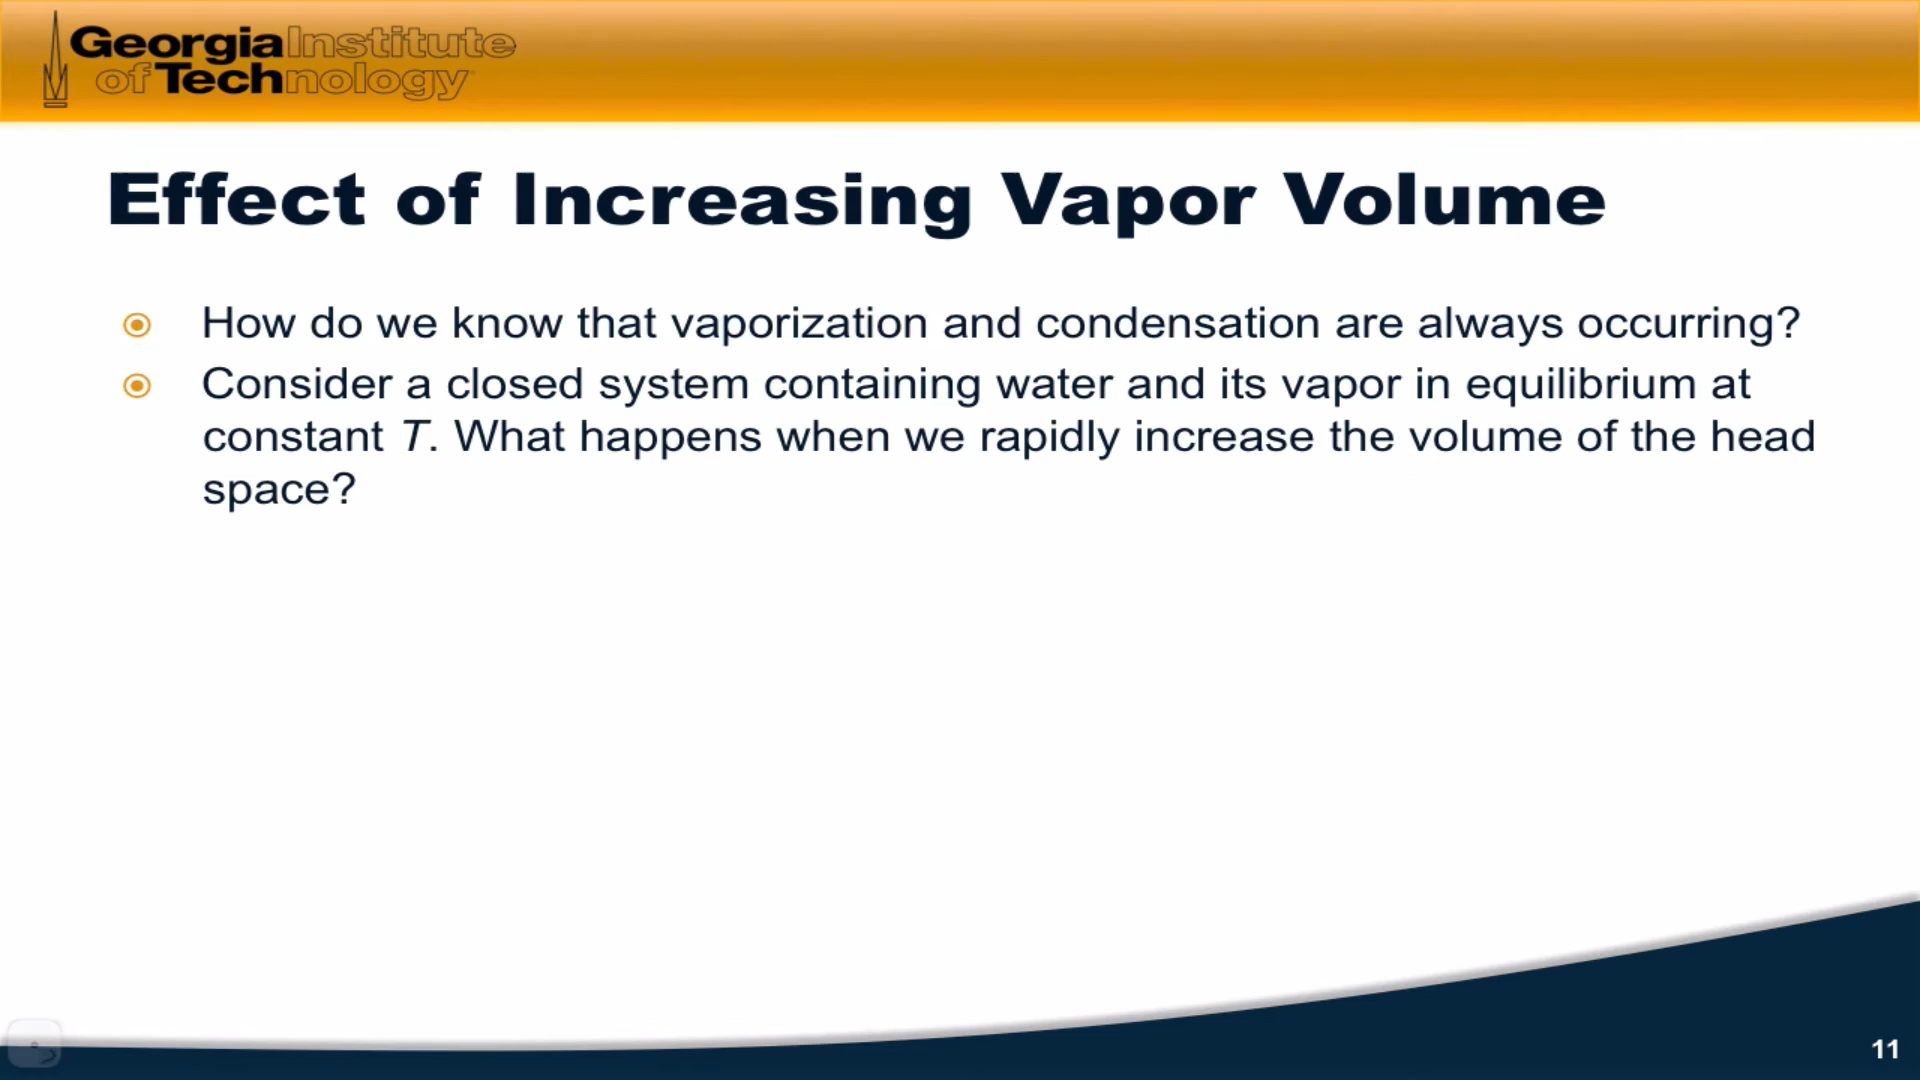 Georgia Institute
of Technology
Effect of Increasing Vapor Volume
How do we know that vaporization and condensation are always occurring?
Consider a closed system containing water and its vapor in equilibrium at
constant T. What happens when we rapidly increase the volume of the head
space?
11